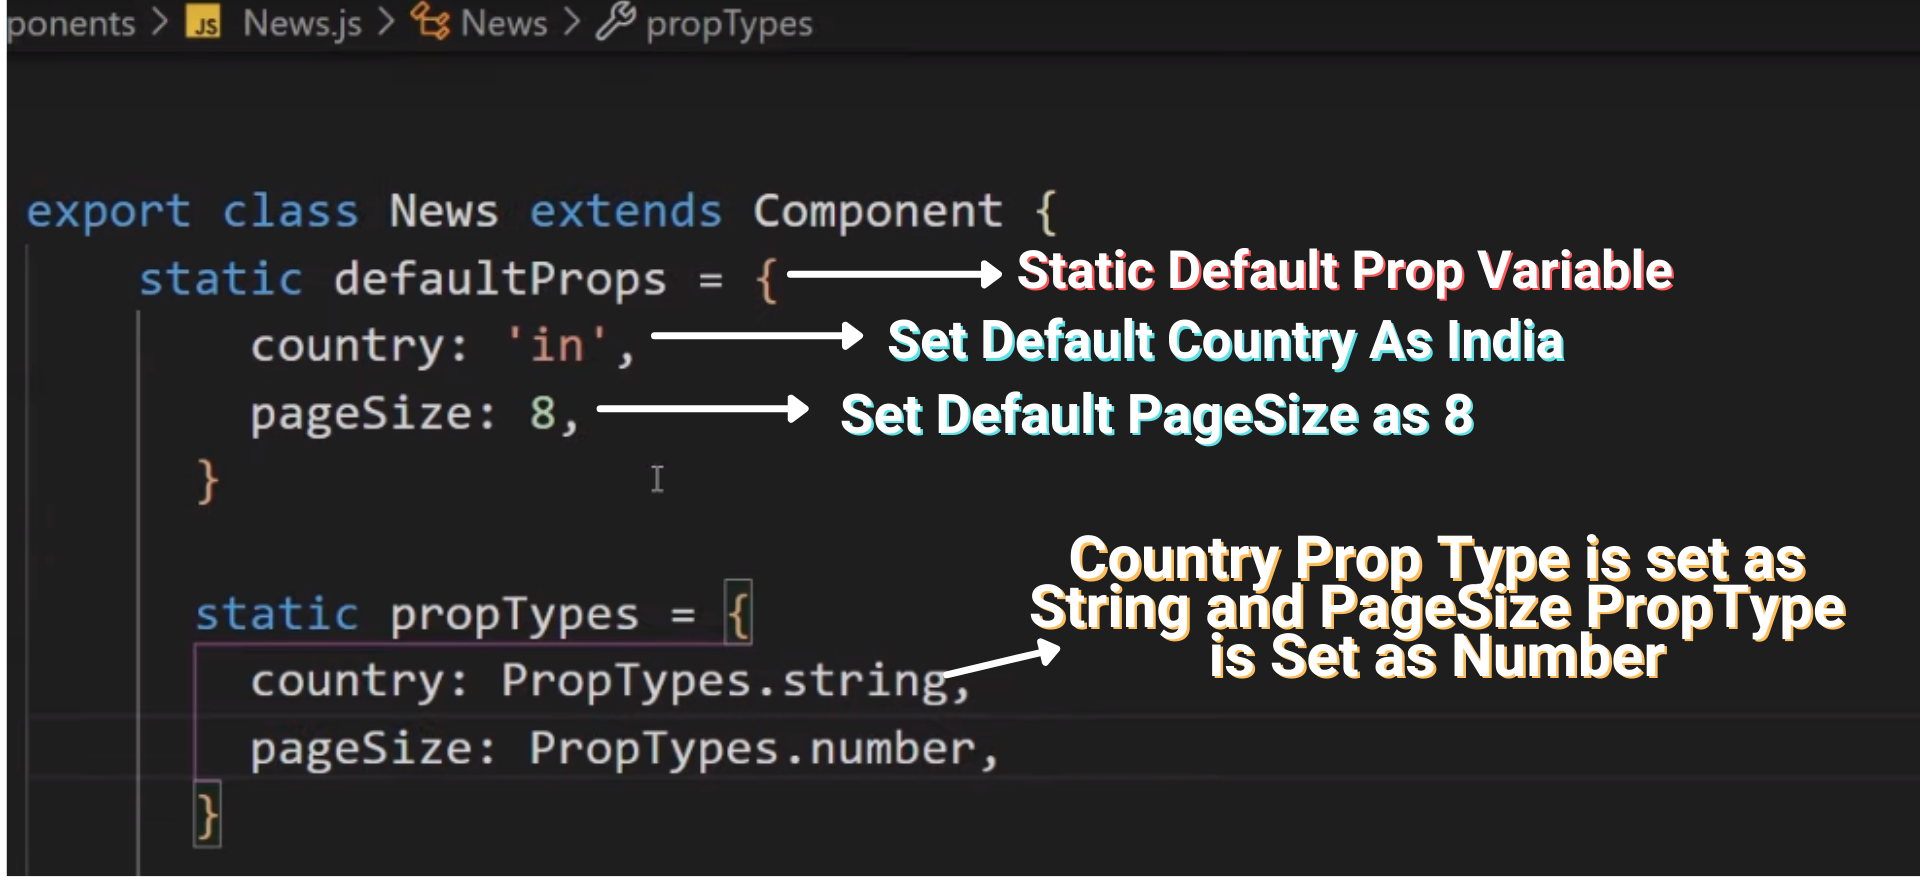 ponents > JS News.js > News > propTypes
export class News extends Component {
static defaultProps = { Static Default Prop Variable
country: 'in', Set Default Country As India
pageSize: 8, Set Default PageSize as 8
}
static propTypes = {
Country Prop Type is set as
String and PageSize PropType
is Set as Number
country: PropTypes.string,
pageSize: PropTypes.number,
}